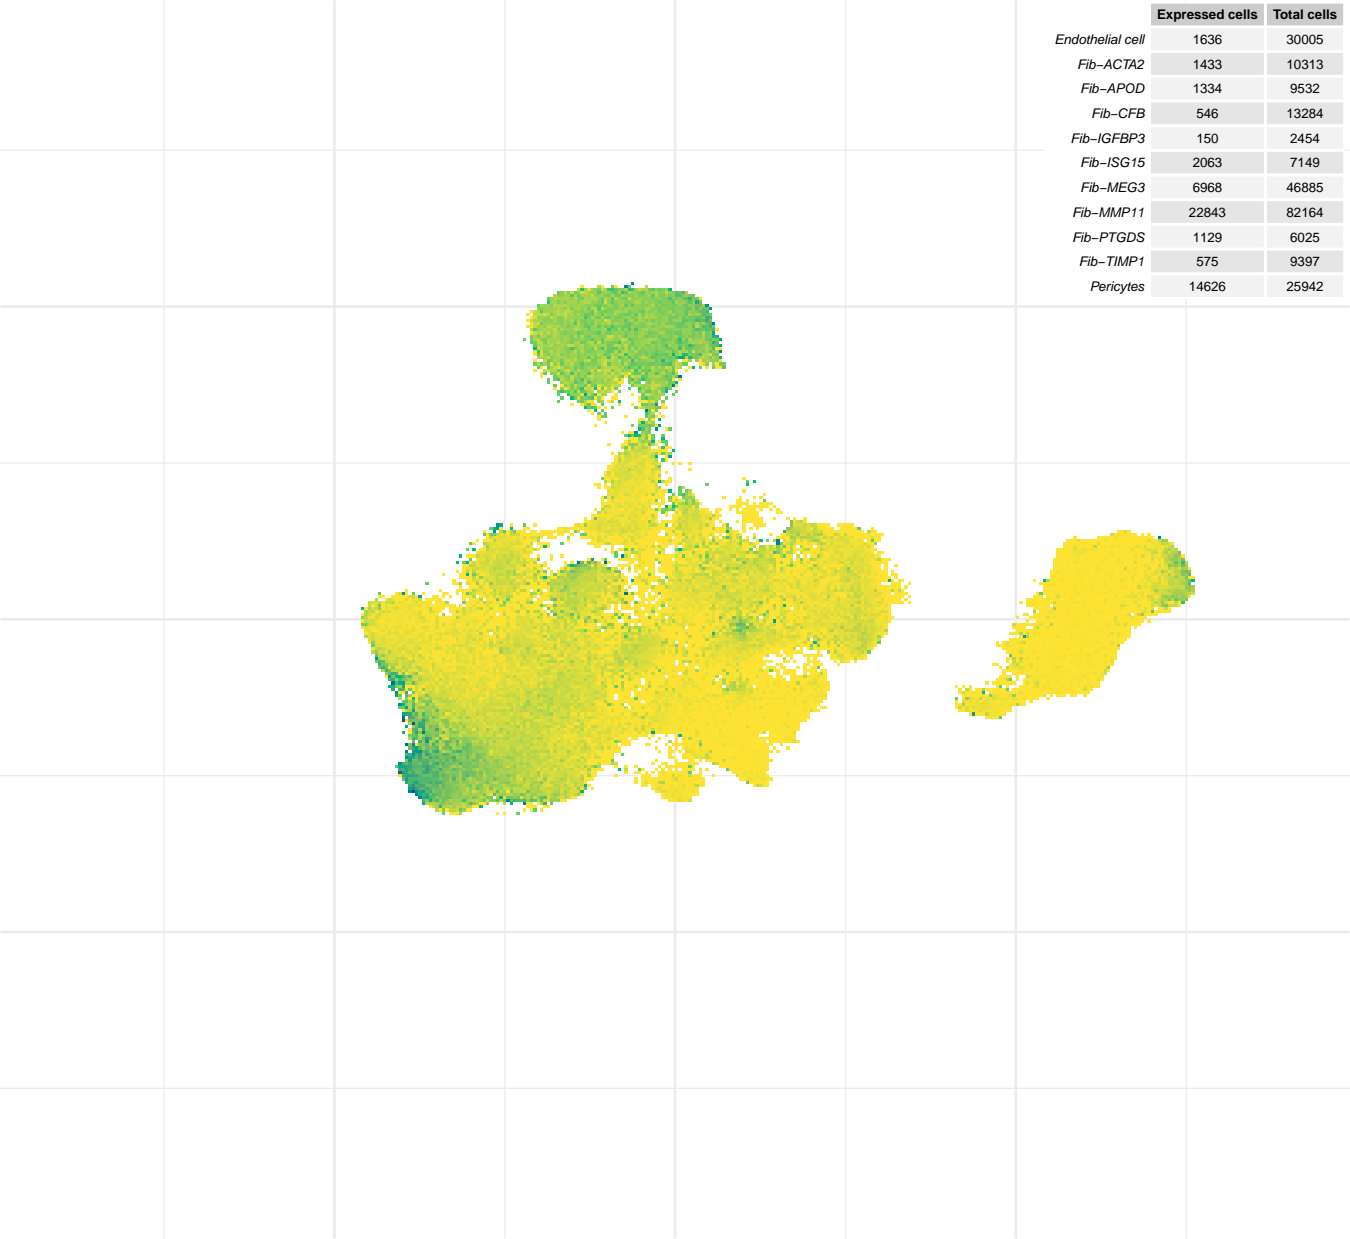 Expressed cells Total cells
Endothelial cell 1636 30005
Fib−ACTA2 1433 10313
Fib−APOD 1334 9532
Fib−CFB 546 13284
Fib−IGFBP3 150 2454
Fib−ISG15 2063 7149
Fib−MEG3 6968 46885
Fib−MMP11 22843 82164
Fib−PTGDS 1129 6025
Fib−TIMP1 575 9397
Pericytes 14626 25942